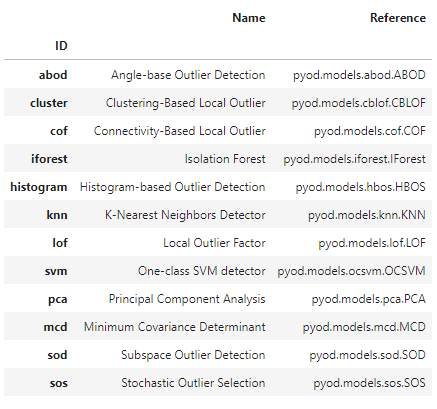 Name Reference
ID
abod Angle-base Outlier Detection pyod.models.abod.ABOD
cluster Clustering-Based Local Outlier pyod.models.cblof.CBLOF
cof Connectivity-Based Local Outlier pyod.models.cof.COF
iforest Isolation Forest pyod.models.iforest.IForest
histogram Histogram-based Outlier Detection pyod.models.hbos.HBOS
knn K-Nearest Neighbors Detector pyod.models.knn.KNN
lof Local Outlier Factor pyod.models.lof.LOF
svm One-class SVM detector pyod.models.ocsvm.OCSVM
pca Principal Component Analysis pyod.models.pca.PCA
mcd Minimum Covariance Determinant pyod.models.mcd.MCD
sod Subspace Outlier Detection pyod.models.sod.SOD
sos Stochastic Outlier Selection pyod.models.sos.SOS